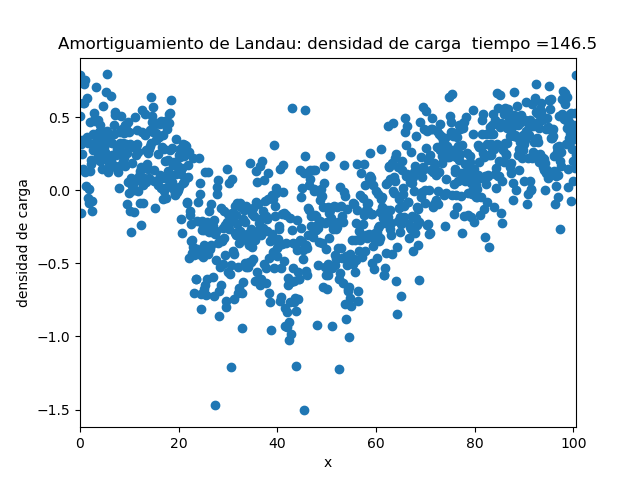 Amortiguamiento de Landau: densidad de carga  tiempo =146.5
densidad de carga
0.5
0.0
−0.5
−1.0
−1.5
0 20 40 60 80 100
x